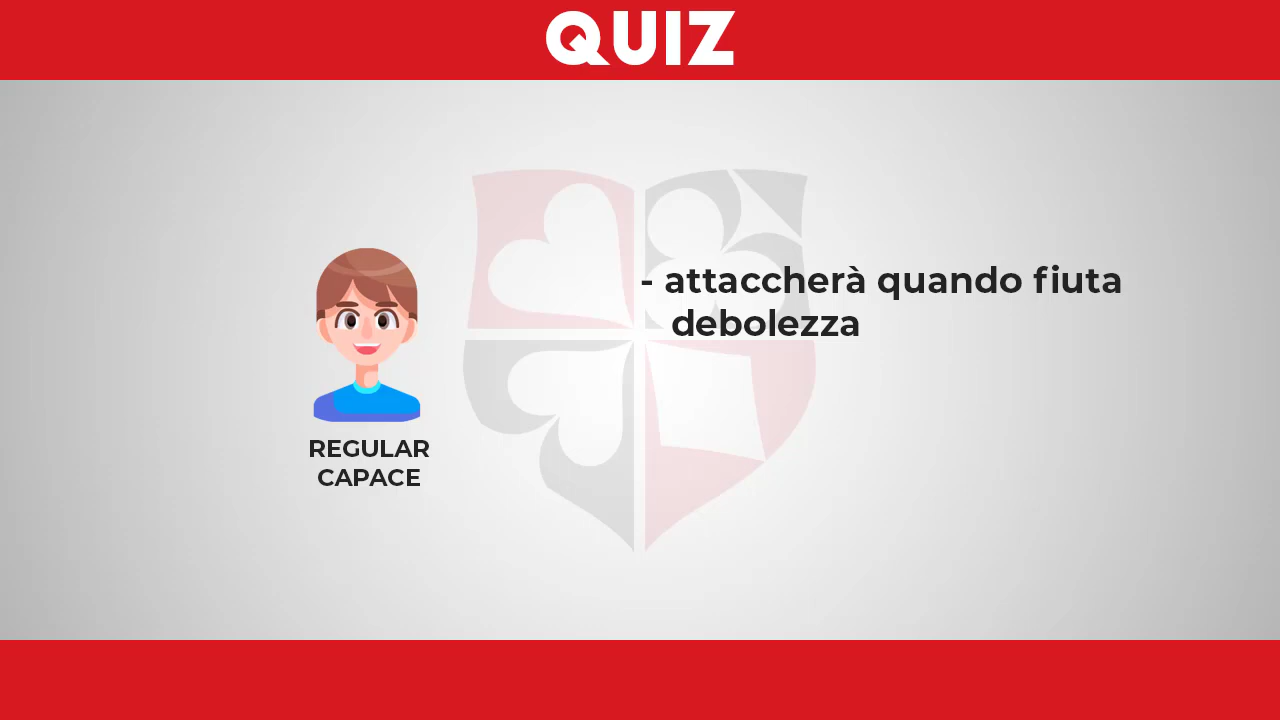 QUIZ
- attaccherà quando fiuta
debolezza
REGULAR
CAPACE